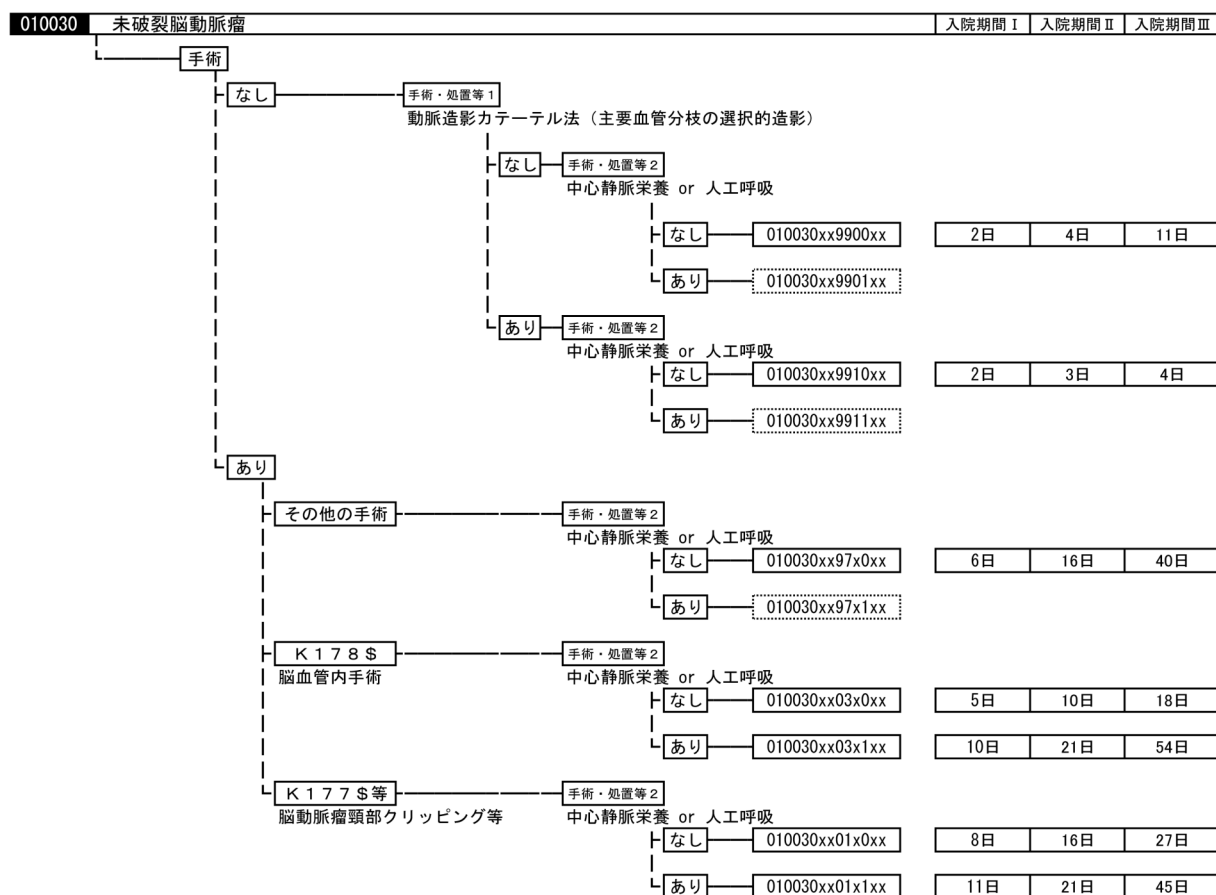 010030 未破裂脳動脈瘤 入院期間Ⅰ 入院期間Ⅱ 入院期間Ⅲ
手術
なし 手術・処置等1
動脈造影カテーテル法（主要血管分枝の選択的造影）
なし 手術・処置等2
中心静脈栄養 or 人工呼吸
なし 010030xx9900xx 2日 4日 11日
あり 010030xx9901xx
あり 手術・処置等2
中心静脈栄養 or 人工呼吸
なし 010030xx9910xx 2日 3日 4日
あり 010030xx9911xx
あり
その他の手術 手術・処置等2
中心静脈栄養 or 人工呼吸
なし 010030xx97x0xx 6日 16日 40日
あり 010030xx97x1xx
Ｋ１７８＄ 手術・処置等2
脳血管内手術 中心静脈栄養 or 人工呼吸
なし 010030xx03x0xx 5日 10日 18日
あり 010030xx03x1xx 10日 21日 54日
Ｋ１７７＄等 手術・処置等2
脳動脈瘤頸部クリッピング等 中心静脈栄養 or 人工呼吸
なし 010030xx01x0xx 8日 16日 27日
あり 010030xx01x1xx 11日 21日 45日